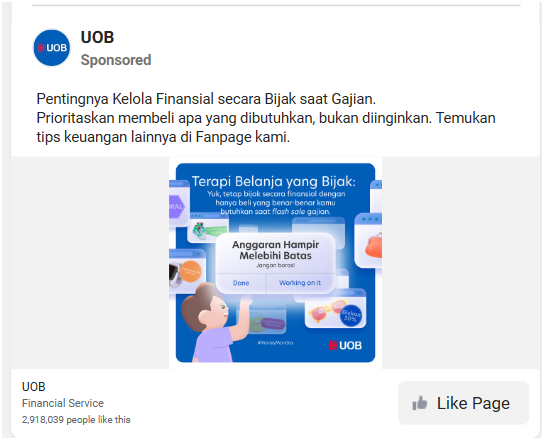 UOB
UOB
Sponsored
Pentingnya Kelola Finansial secara Bijak saat Gajian.
Prioritaskan membeli apa yang dibutuhkan, bukan diinginkan. Temukan
tips keuangan lainnya di Fanpage kami.
Terapi Belanja yang Bijak:
Yuk, tetap bijak secara finansial dengan
hanya beli yang benar-benar kamu
butuhkan saat flash sale gajian.
Anggaran Hampir
Melebihi Batas
Jangan boros!
Done
Working on it
Diskon
50%
#MoneyMonday
UOB
UOB
Financial Service
2,918,039 people like this
Like Page